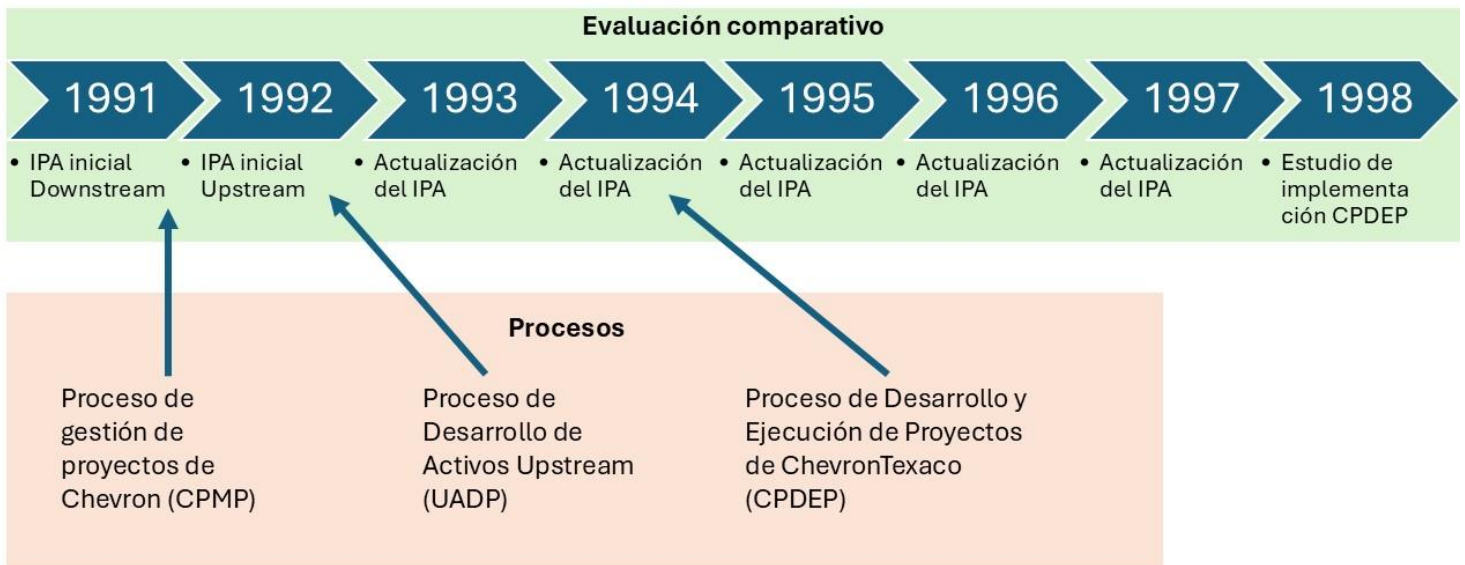 Evaluación comparativo
1991
1992
1993
1994
1995
1996
1997
1998
• IPA inicial
Downstream
• IPA inicial
Upstream
• Actualización
del IPA
• Actualización
del IPA
• Actualización
del IPA
• Actualización
del IPA
• Actualización
del IPA
• Estudio de
implementa
ción CPDEP
Procesos
Proceso de
gestión de
proyectos de
Chevron (CPMP)
Proceso de
Desarrollo de
Activos Upstream
(UADP)
Proceso de Desarrollo y
Ejecución de Proyectos
de ChevronTexaco
(CPDEP)